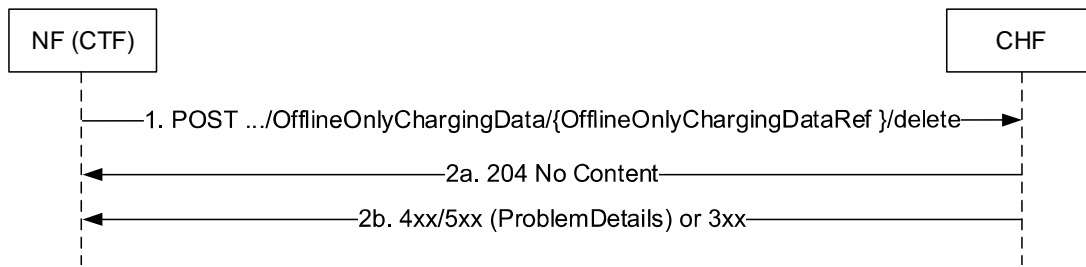 NF (CTF)
CHF
1. POST .../OfflineOnlyChargingData/{OfflineOnlyChargingDataRef }/delete
2a. 204 No Content
2b. 4xx/5xx (ProblemDetails) or 3xx